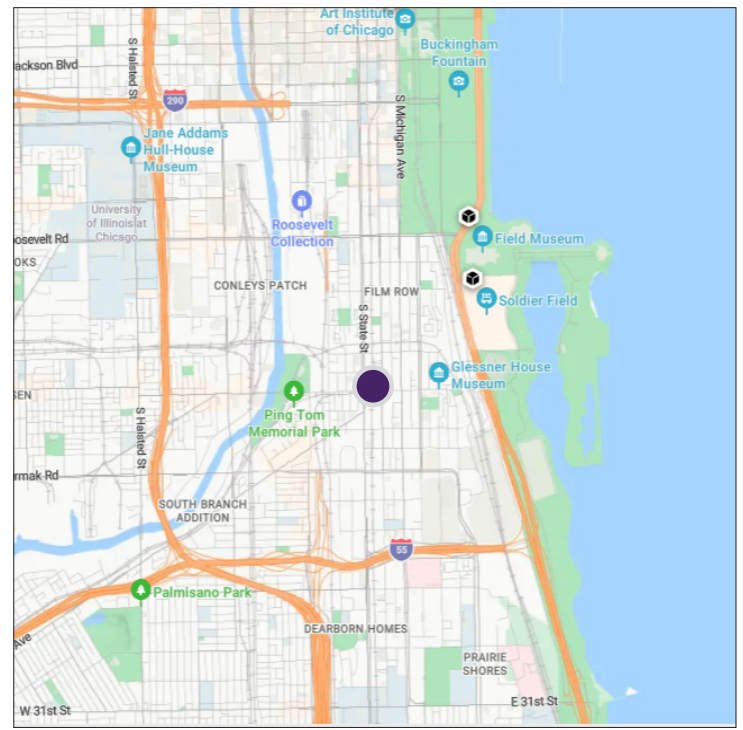 Art Institute
of Chicago
Buckingham
Fountain
S Halsted St
ackson Blvd
290
S Michigan Ave
Jane Addams
Hull-House
Museum
University
of Illinois at
Chicago
Roosevelt
Collection
oosevelt Rd
Field Museum
OKS
CONLEYS PATCH
FILM ROW
Soldier Field
S State St
Glessner House
Museum
SEN
S Halsted St
Ping Tom
Memorial Park
rmak Rd
SOUTH BRANCH
ADDITION
55
Palmisano Park
DEARBORN HOMES
Ave
PRAIRIE
SHORES
E 31st St
W 31st St